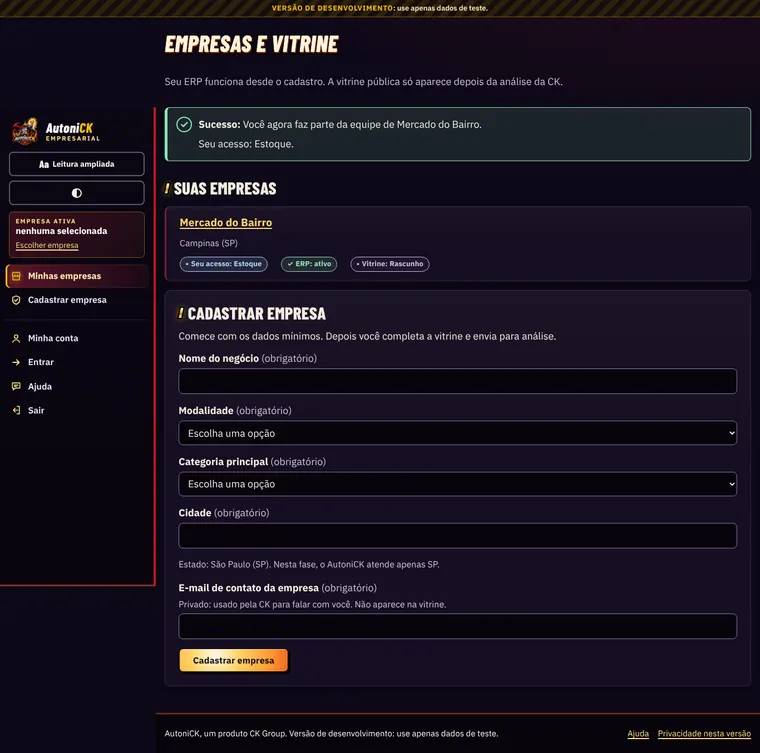 VERSÃO DE DESENVOLVIMENTO: use apenas dados de teste.
EMPRESAS E VITRINE
Seu ERP funciona desde o cadastro. A vitrine pública só aparece depois da análise da CK.
AutoniCK
EMPRESARIAL
Aa Leitura ampliada
EMPRESA ATIVA
nenhuma selecionada
Escolher empresa
Minhas empresas
Cadastrar empresa
Minha conta
Entrar
Ajuda
Sair
Sucesso: Você agora faz parte da equipe de Mercado do Bairro.
Seu acesso: Estoque.
! SUAS EMPRESAS
Mercado do Bairro
Campinas (SP)
• Seu acesso: Estoque
✓ ERP: ativo
• Vitrine: Rascunho
! CADASTRAR EMPRESA
Comece com os dados mínimos. Depois você completa a vitrine e envia para análise.
Nome do negócio (obrigatório)
Modalidade (obrigatório)
Escolha uma opção
Categoria principal (obrigatório)
Escolha uma opção
Cidade (obrigatório)
Estado: São Paulo (SP). Nesta fase, o AutoniCK atende apenas SP.
E-mail de contato da empresa (obrigatório)
Privado: usado pela CK para falar com você. Não aparece na vitrine.
Cadastrar empresa
AutoniCK, um produto CK Group. Versão de desenvolvimento: use apenas dados de teste.
Ajuda
Privacidade nesta versão